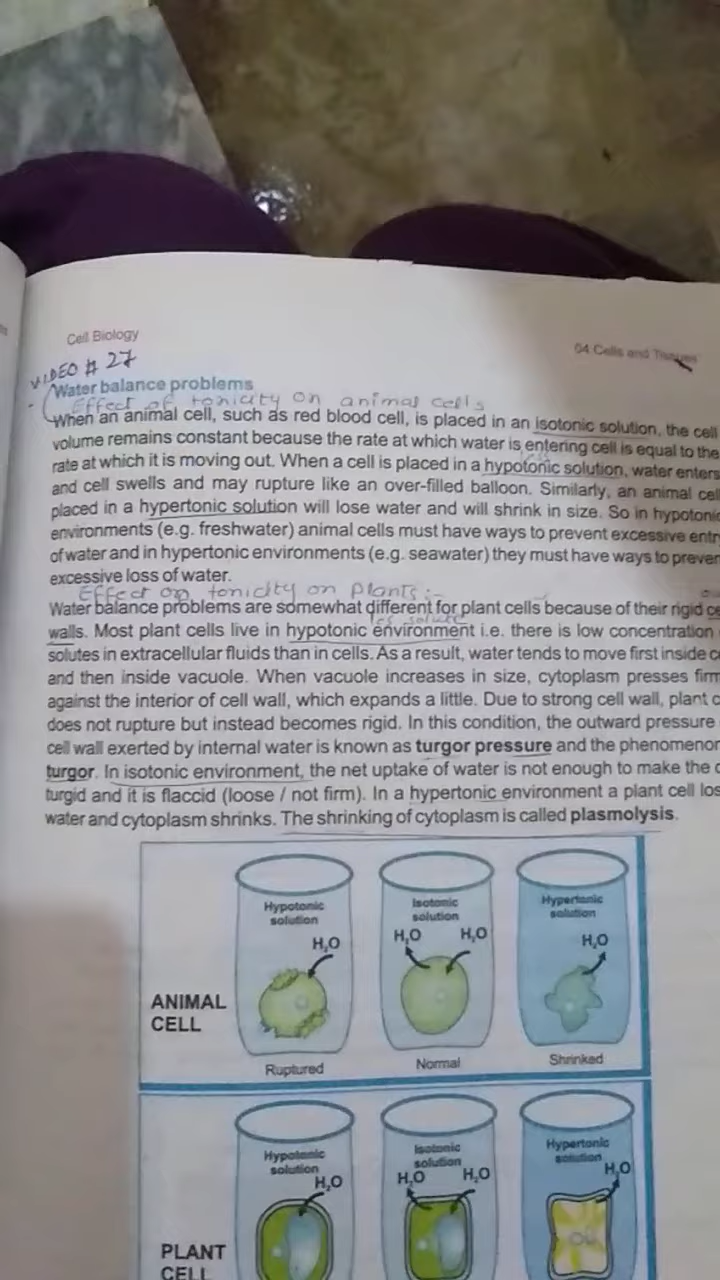 Cell Biology
04 Cells and Tissues
VIDEO # 27
Water balance problems
Effect of tonicity on animal cells
When an animal cell, such as red blood cell, is placed in an isotonic solution, the cell
volume remains constant because the rate at which water is entering cell is equal to the
rate at which it is moving out. When a cell is placed in a hypotonic solution, water enters
and cell swells and may rupture like an over-filled balloon. Similarly, an animal cell
placed in a hypertonic solution will lose water and will shrink in size. So in hypotonic
environments (e.g. freshwater) animal cells must have ways to prevent excessive entry
of water and in hypertonic environments (e.g. seawater) they must have ways to prevent
excessive loss of water.
Effect on tonicity on plants:-
Water balance problems are somewhat different for plant cells because of their rigid
walls. Most plant cells live in hypotonic environment i.e. there is low concentration
solutes in extracellular fluids than in cells. As a result, water tends to move first inside
and then inside vacuole. When vacuole increases in size, cytoplasm presses
against the interior of cell wall, which expands a little. Due to strong cell wall, plant
does not rupture but instead becomes rigid. In this condition, the outward pressure
cell wall exerted by internal water is known as turgor pressure and the phenomenon
turgor. In isotonic environment, the net uptake of water is not enough to make the
turgid and it is flaccid (loose / not firm). In a hypertonic environment a plant cell
water and cytoplasm shrinks. The shrinking of cytoplasm is called plasmolysis.
Hypotonic solution
H₂O
Isotonic solution
H₂O H₂O
Hypertonic solution
H₂O
ANIMAL
CELL
Ruptured
Normal
Shrinked
Hypotonic solution
H₂O
Isotonic solution
H₂O H₂O
Hypertonic solution
H₂O
PLANT
CELL